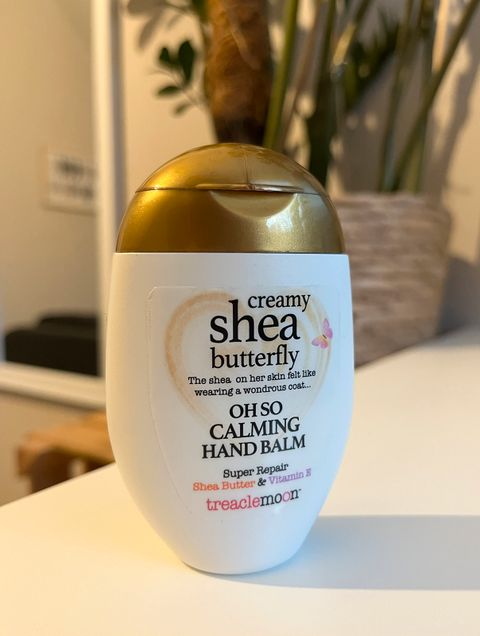 creamy
shea
butterfly
The shea on her skin felt like
wearing a wondrous coat...
OH SO
CALMING
HAND BALM
Super Repair
Shea Butter & Vitamin E
treaclemoon™